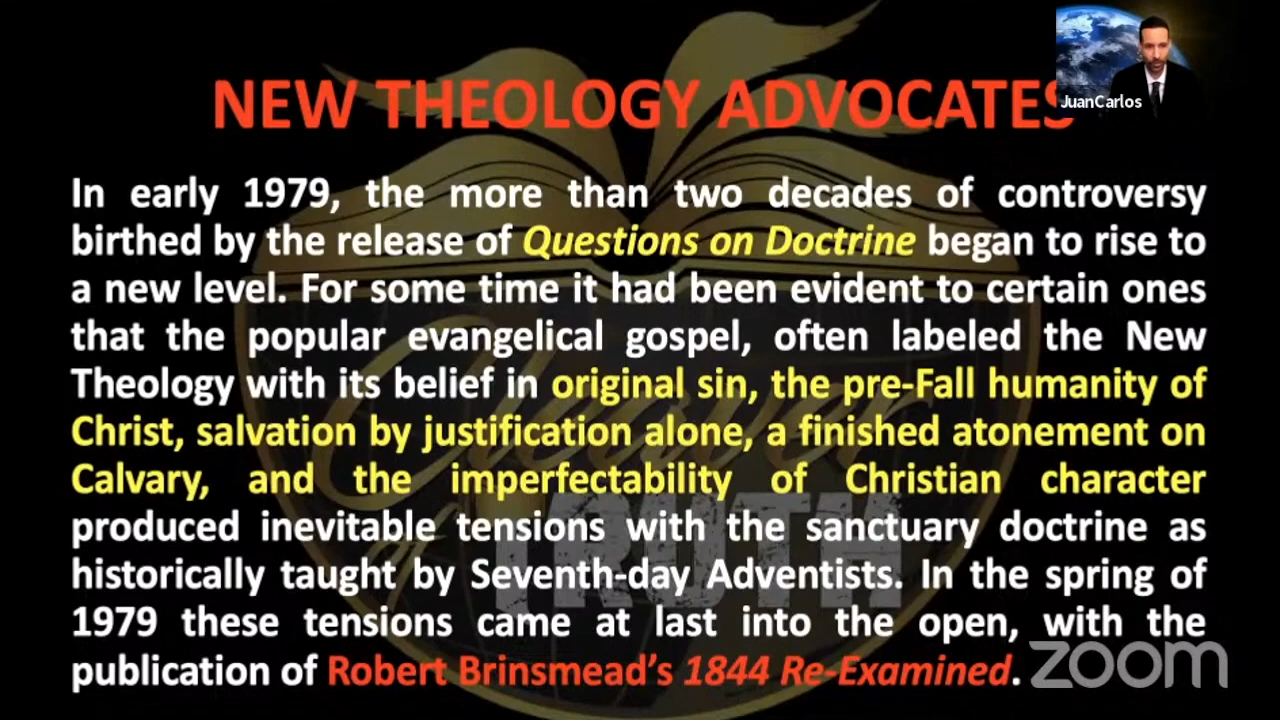 NEW THEOLOGY ADVOCATES
JuanCarlos
In early 1979, the more than two decades of controversy
birthed by the release of Questions on Doctrine began to rise to
a new level. For some time it had been evident to certain ones
that the popular evangelical gospel, often labeled the New
Theology with its belief in original sin, the pre-Fall humanity of
Christ, salvation by justification alone, a finished atonement on
Calvary, and the imperfectability of Christian character
produced inevitable tensions with the sanctuary doctrine as
historically taught by Seventh-day Adventists. In the spring of
1979 these tensions came at last into the open, with the
publication of Robert Brinsmead’s 1844 Re-Examined.
zoom
TRUTH